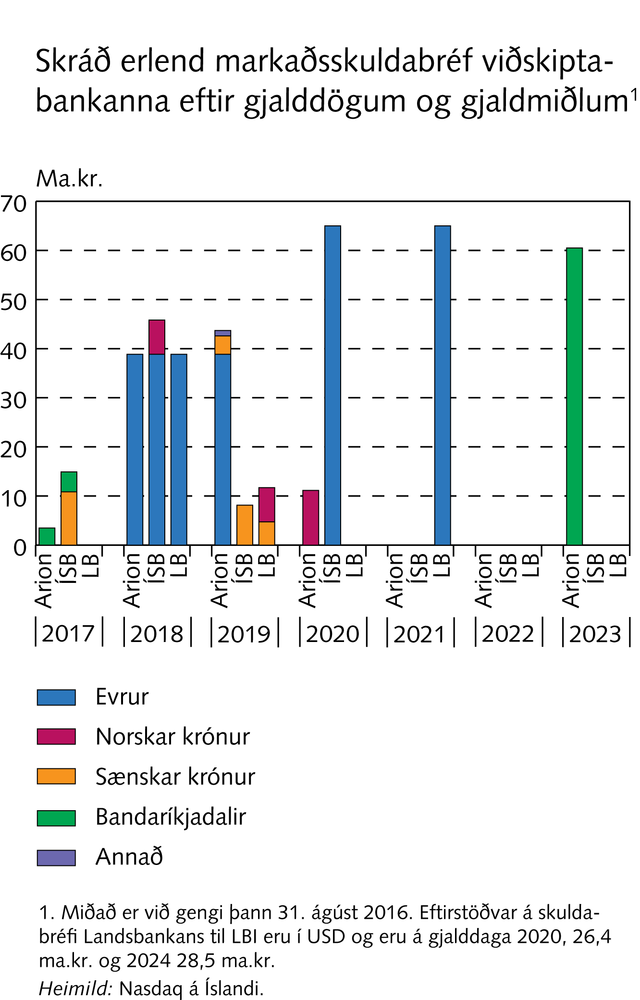 Skráð erlend markaðsskuldabréf viðskipta-
bankanna eftir gjalddögum og gjaldmiðlum¹
Ma.kr.
70
60
50
40
30
20
10
0
Arion ÍSB LB Arion ÍSB LB Arion ÍSB LB Arion ÍSB LB Arion ÍSB LB Arion ÍSB LB Arion ÍSB LB
2017 2018 2019 2020 2021 2022 2023
Evrur
Norskar krónur
Sænskar krónur
Bandaríkjadalir
Annað
1. Miðað er við gengi þann 31. ágúst 2016. Eftirstöðvar á skulda-
bréfi Landsbankans til LBI eru í USD og eru á gjalddaga 2020, 26,4
ma.kr. og 2024 28,5 ma.kr.
Heimild: Nasdaq á Íslandi.